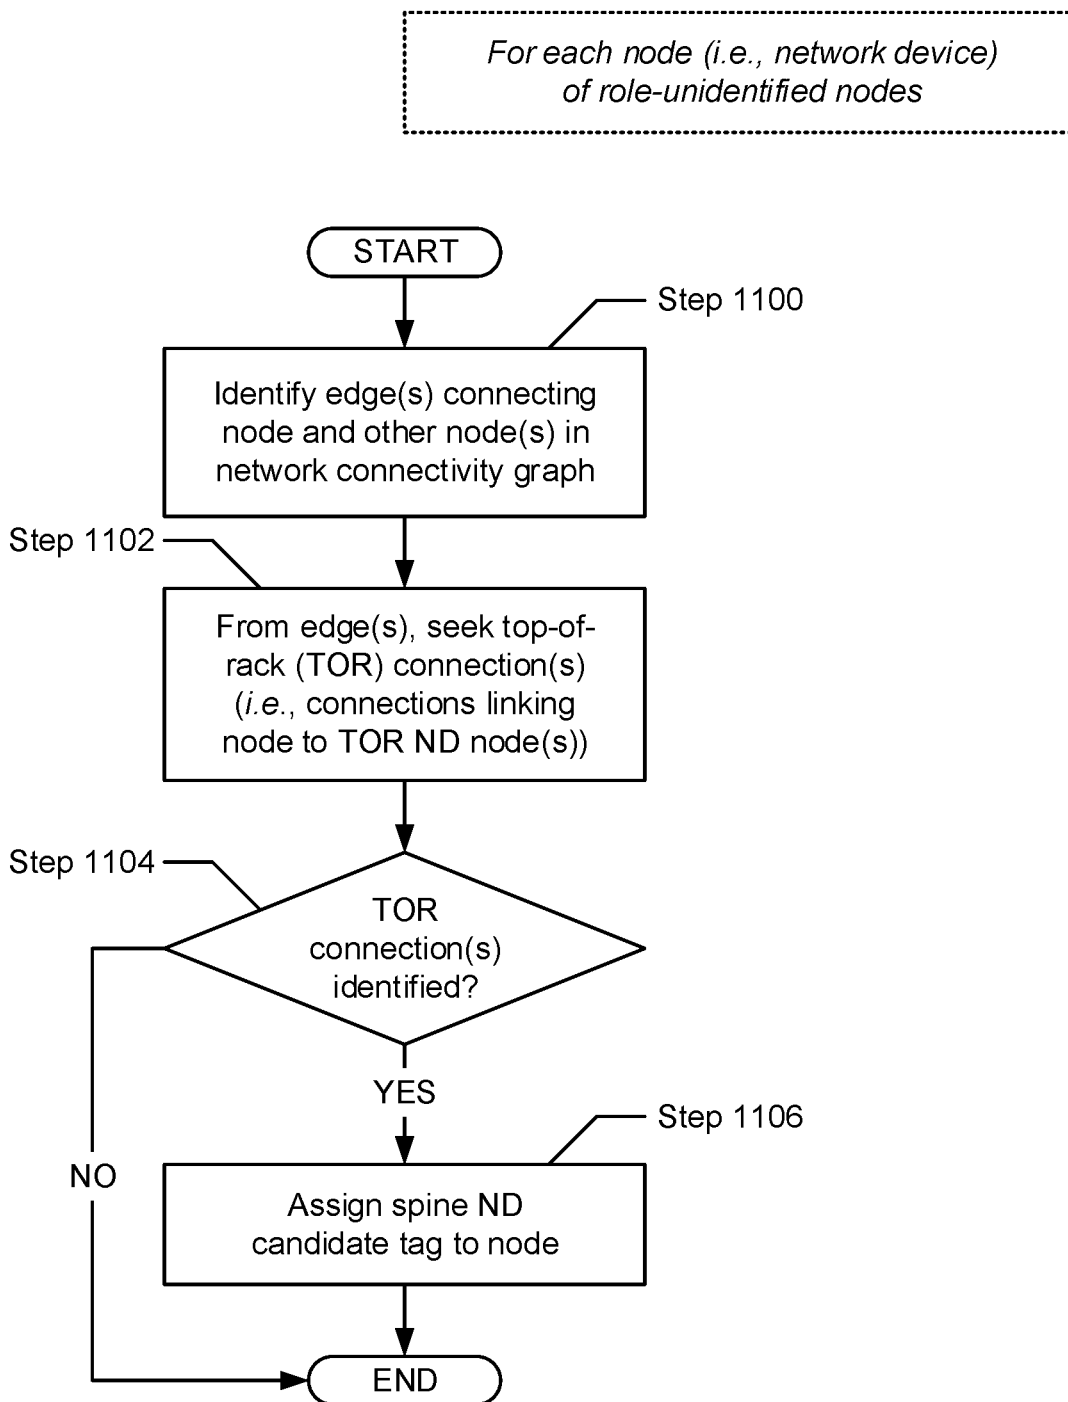 For each node (i.e., network device)
of role-unidentified nodes
START
Step 1100
Identify edge(s) connecting
node and other node(s) in
network connectivity graph
Step 1102
From edge(s), seek top-of-
rack (TOR) connection(s)
(i.e., connections linking
node to TOR ND node(s))
Step 1104
TOR
connection(s)
identified?
YES
Step 1106
NO
Assign spine ND
candidate tag to node
END